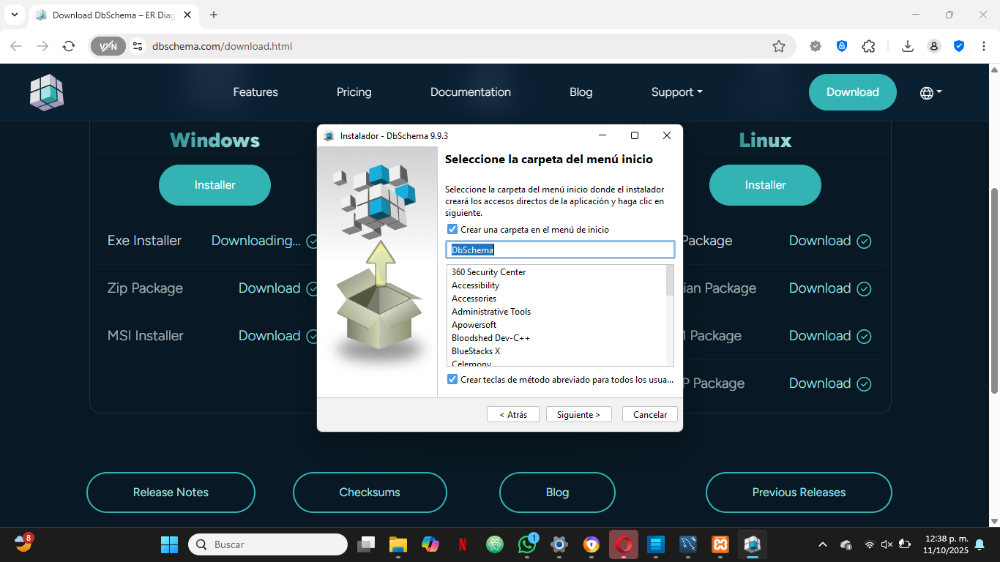 Download DbSchema – ER Diag
VPN
dbschema.com/download.html
Features
Pricing
Documentation
Blog
Support
Download
Windows
Installer
Exe Installer
Downloading...
Zip Package
Download
MSI Installer
Download
Linux
Installer
Package
Download
Package
Download
Package
Download
Package
Download
Instalador - DbSchema 9.9.3
Seleccione la carpeta del menú inicio
Seleccione la carpeta del menú inicio donde el instalador
creará los accesos directos de la aplicación y haga clic en
siguiente.
Crear una carpeta en el menú de inicio
DbSchema
360 Security Center
Accessibility
Accessories
Administrative Tools
Apowersoft
Bloodshed Dev-C++
BlueStacks X
Celemony
Crear teclas de método abreviado para todos los usua...
< Atrás
Siguiente >
Cancelar
Release Notes
Checksums
Blog
Previous Releases
8
Buscar
N
1
12:38 p. m.
11/10/2025